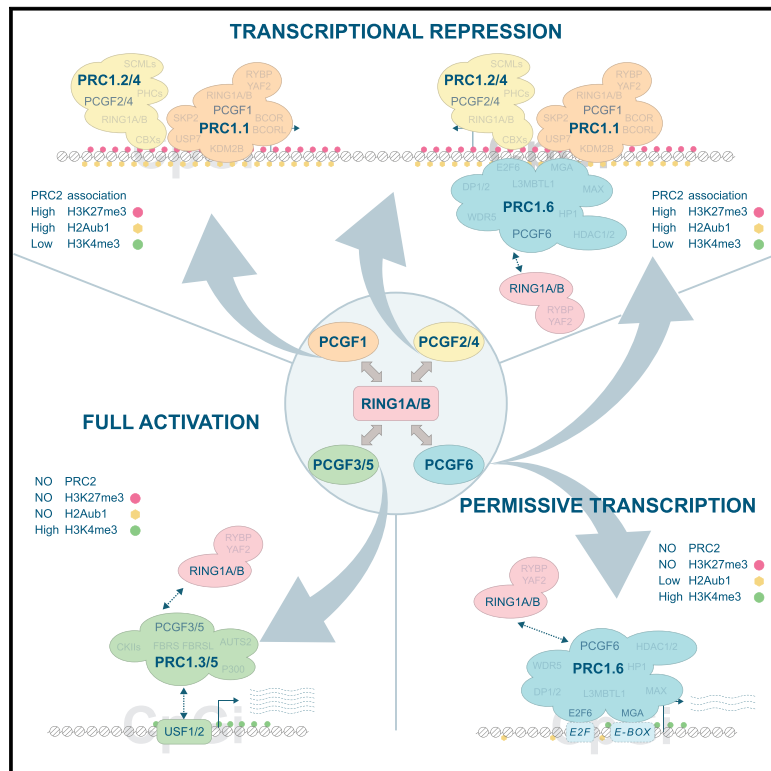 TRANSCRIPTIONAL REPRESSION
SCMLs
PRC1.2/4
PHCs
PCGF2/4
RING1A/B
CBXs
RYBP
YAF2
RING1A/B
PCGF1
SKP2
BCOR
PRC1.1
BCORL
USP7
KDM2B
SCMLs
PRC1.2/4
PHCs
PCGF2/4
RING1A/B
CBXs
RYBP
YAF2
RING1A/B
PCGF1
SKP2
BCOR
PRC1.1
BCORL
USP7
KDM2B
E2F6
MGA
DP1/2
L3MBTL1
MAX
PRC1.6
WDR5
HP1
PCGF6
HDAC1/2
RING1A/B
RYBP
YAF2
PRC2 association
High H3K27me3
High H2Aub1
Low H3K4me3
PRC2 association
High H3K27me3
High H2Aub1
Low H3K4me3
PCGF1
PCGF2/4
RING1A/B
PCGF3/5
PCGF6
FULL ACTIVATION
NO PRC2
NO H3K27me3
NO H2Aub1
High H3K4me3
RYBP
YAF2
RING1A/B
PCGF3/5
CKIIs
FBRS
FBRSL
AUTS2
PRC1.3/5
P300
CpGi
USF1/2
PERMISSIVE TRANSCRIPTION
NO PRC2
NO H3K27me3
Low H2Aub1
High H3K4me3
RYBP
YAF2
RING1A/B
PCGF6
HDAC1/2
WDR5
PRC1.6
HP1
DP1/2
L3MBTL1
MAX
E2F6
MGA
E2F
E-BOX